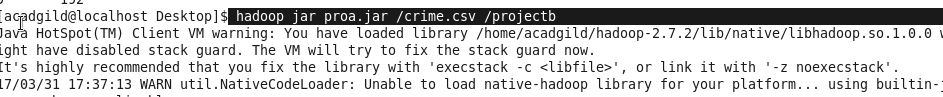 [acadgild@localhost Desktop]$ hadoop jar proa.jar /crime.csv /projectb
Java HotSpot(TM) Client VM warning: You have loaded library /home/acadgild/hadoop-2.7.2/lib/native/libhadoop.so.1.0.0 w
ight have disabled stack guard. The VM will try to fix the stack guard now.
It's highly recommended that you fix the library with 'execstack -c <libfile>', or link it with '-z noexecstack'.
17/03/31 17:37:13 WARN util.NativeCodeLoader: Unable to load native-hadoop library for your platform... using builtin-j